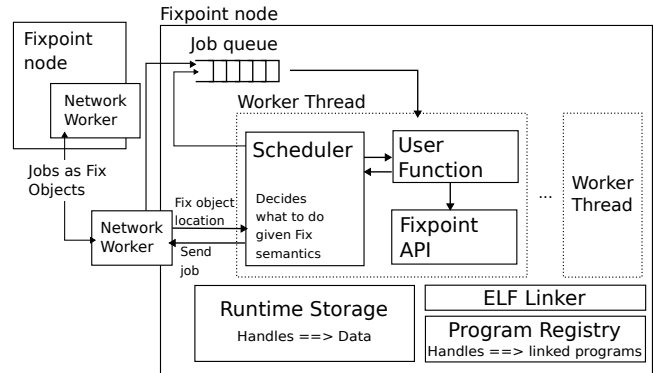 Fixpoint node
Fixpoint
node
Job queue
Network
Worker
Worker Thread
Scheduler
User
Function
Jobs as Fix
Objects
Decides
what to do
given Fix
semantics
Fix object
location
Network
Worker
Send
job
Fixpoint
API
...
Worker
Thread
Runtime Storage
Handles ==> Data
ELF Linker
Program Registry
Handles ==> linked programs